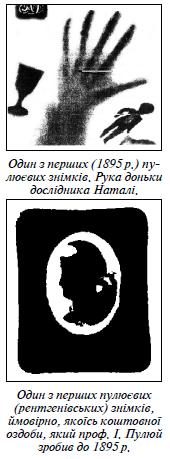 Один з перших (1895 р.) пу-
люєвих знімків. Рука доньки
дослідника Наталі.
Один з перших пулюєвих
(рентгенівських) знімків,
ймовірно, якоїсь коштовної
оздоби, який проф. І. Пулюй
зробив до 1895 р.